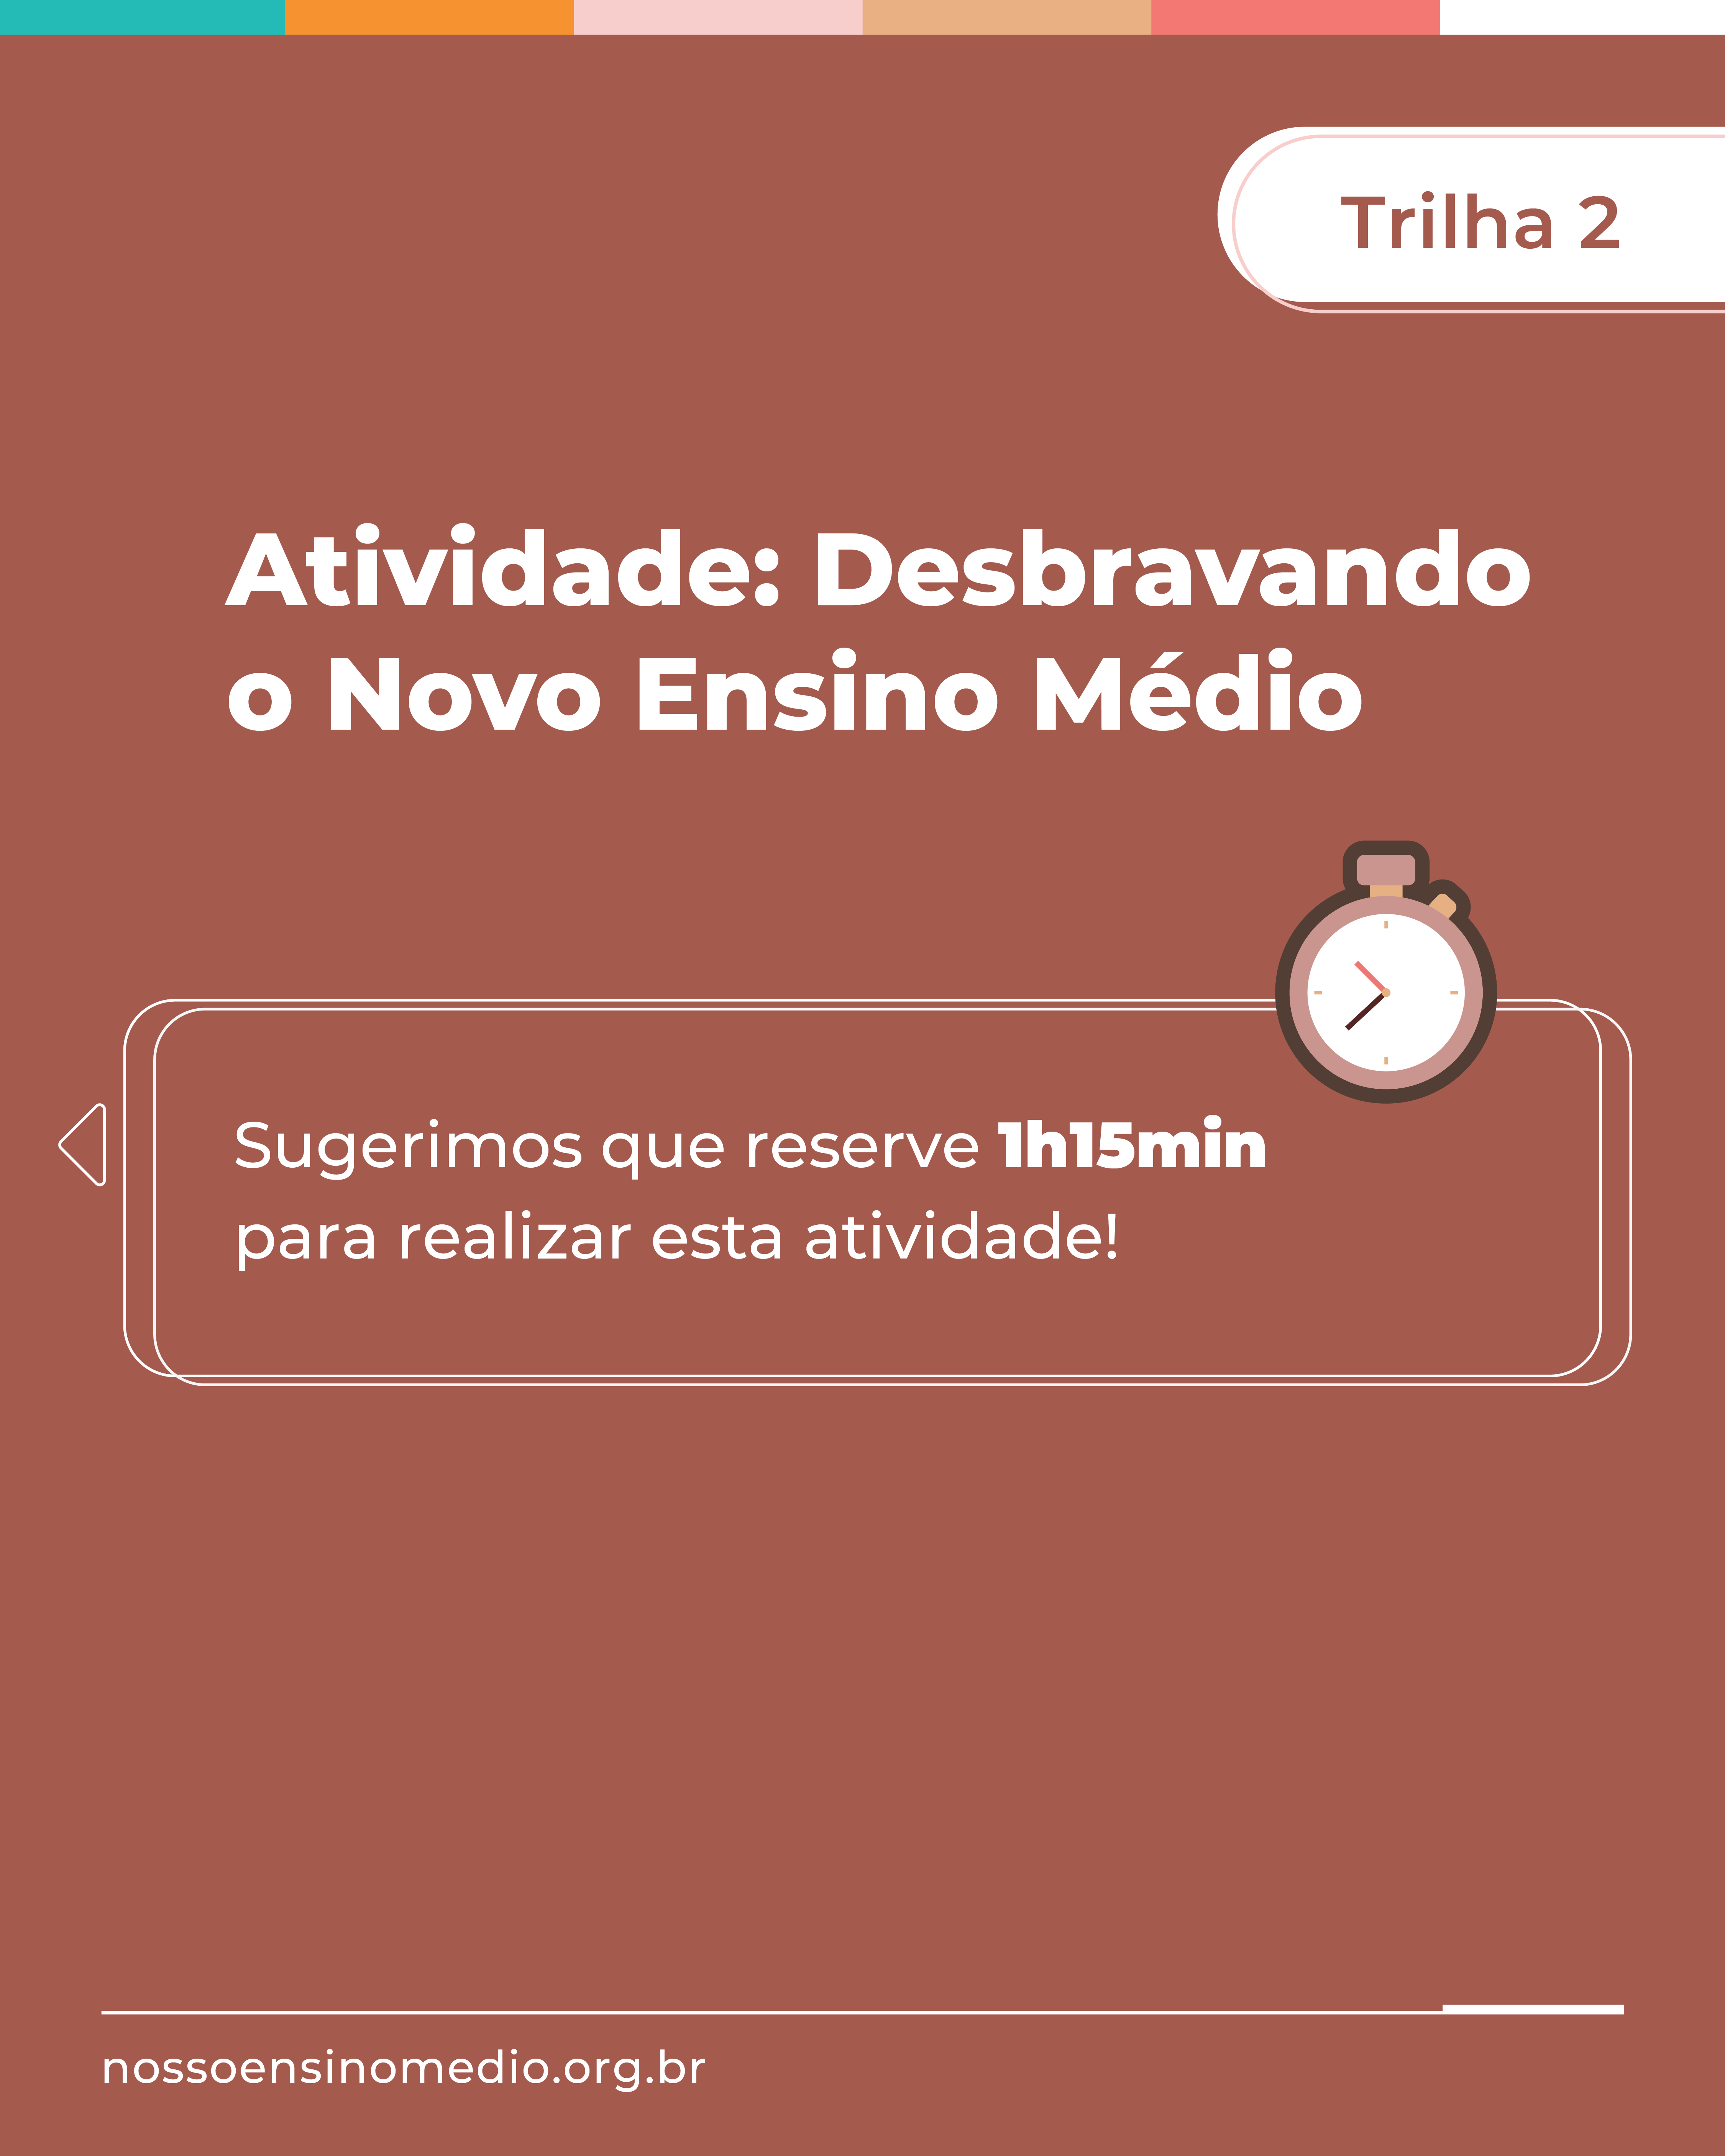 Trilha 2
Atividade: Desbravando
o Novo Ensino Médio
Sugerimos que reserve 1h15min
para realizar esta atividade!
nossoensinomedio.org.br